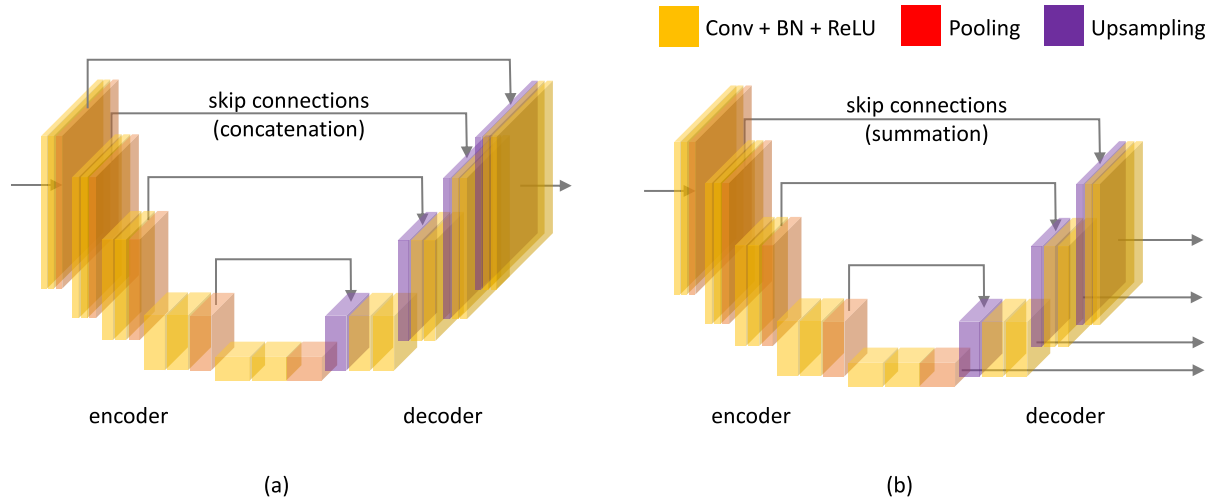 Conv + BN + ReLU
Pooling
Upsampling
skip connections
(concatenation)
skip connections
(summation)
encoder
decoder
encoder
decoder
(a)
(b)